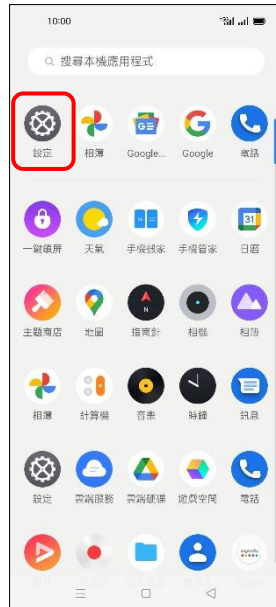 10:00
搜尋本機應用程式
設定 相簿 Google... Google 電話
一鍵鎖屏 天氣 手機搬家 手機管家 日曆
31
主題商店 地圖 指南針 相機 相簿
N
相簿 計算機 音樂 時鐘 訊息
設定 雲端服務 雲端硬碟 遊戲空間 電話
agoda